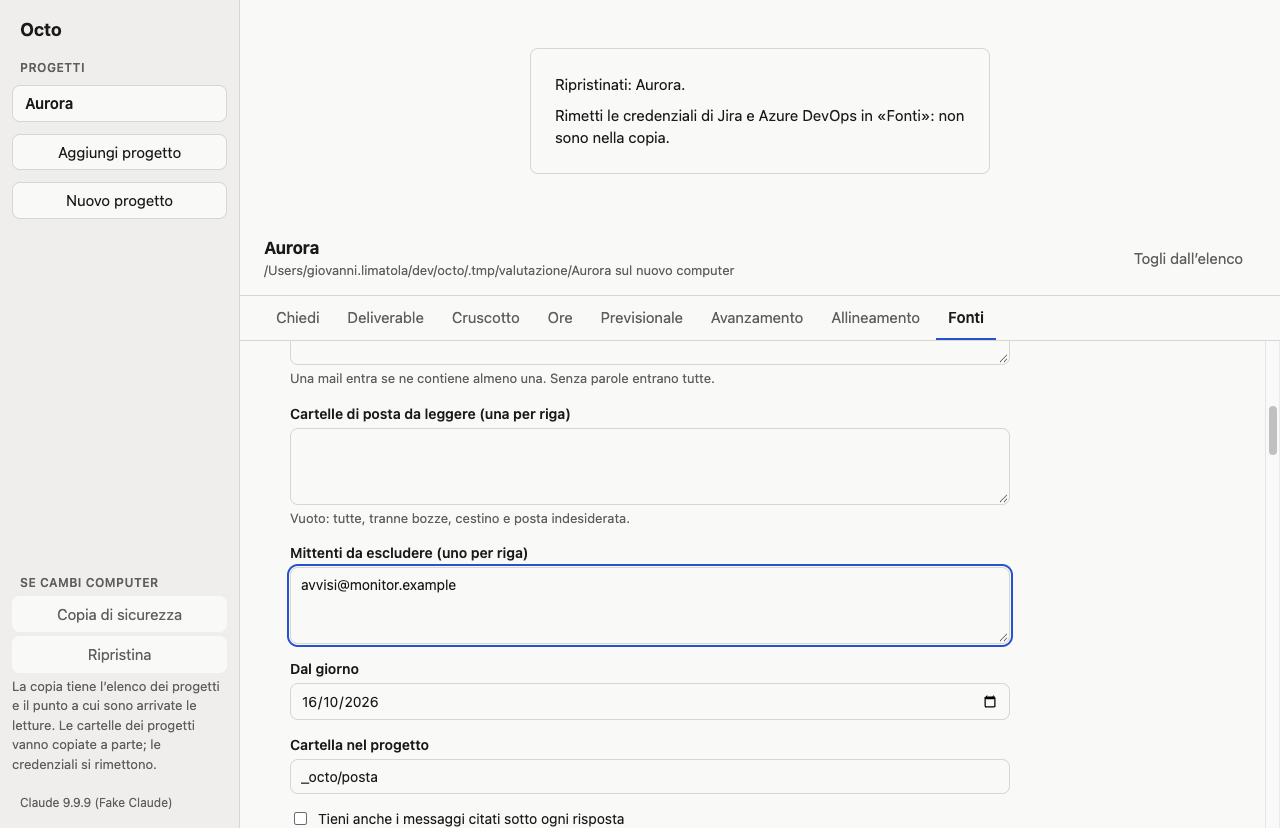 Octo
PROGETTI
Aurora
Aggiungi progetto
Nuovo progetto
SE CAMBI COMPUTER
Copia di sicurezza
Ripristina
La copia tiene l’elenco dei progetti
e il punto a cui sono arrivate le
letture. Le cartelle dei progetti
vanno copiate a parte; le
credenziali si rimettono.
Claude 9.9.9 (Fake Claude)
Ripristinati: Aurora.
Rimetti le credenziali di Jira e Azure DevOps in «Fonti»: non
sono nella copia.
Aurora
/Users/giovanni.limatola/dev/octo/.tmp/valutazione/Aurora sul nuovo computer
Togli dall’elenco
Chiedi Deliverable Cruscotto Ore Previsionale Avanzamento Allineamento Fonti
Una mail entra se ne contiene almeno una. Senza parole entrano tutte.
Cartelle di posta da leggere (una per riga)
Vuoto: tutte, tranne bozze, cestino e posta indesiderata.
Mittenti da escludere (uno per riga)
avvisi@monitor.example
Dal giorno
16/10/2026
Cartella nel progetto
_octo/posta
Tieni anche i messaggi citati sotto ogni risposta